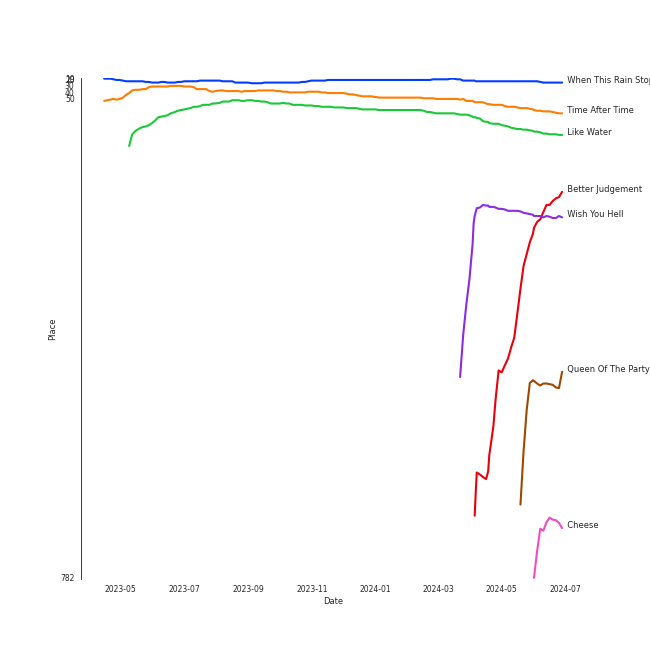 10
20
30
40
50
782
Place
When This Rain Stop
Time After Time
Like Water
Better Judgement
Wish You Hell
Queen Of The Party
Cheese
2023-05 2023-07 2023-09 2023-11 2024-01 2024-03 2024-05 2024-07
Date